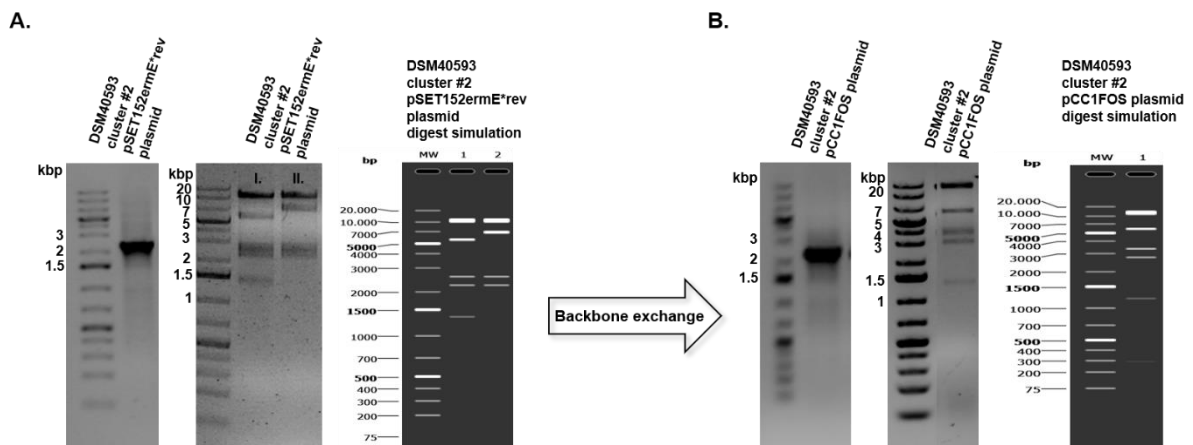 A.
DSM40593
cluster #2
pSET152ermE*rev
plasmid
kbp
3
2
1.5
DSM40593
cluster #2
pSET152ermE*rev
plasmid
kbp
20
10
7
5
3
2
1.5
1
I.
II.
DSM40593
cluster #2
pSET152ermE*rev
plasmid
digest simulation
bp
MW
1
2
20.000
10.000
7000
5000
4000
3000
2000
1500
1000
700
500
400
300
200
75
Backbone exchange
B.
DSM40593
cluster #2
pCC1FOS plasmid
kbp
3
2
1.5
DSM40593
cluster #2
pCC1FOS plasmid
kbp
20
7
5
4
3
1.5
1
DSM40593
cluster #2
pCC1FOS plasmid
digest simulation
bp
MW
1
20.000
10.000
7000
5000
4000
3000
2000
1500
1000
700
500
400
300
200
75